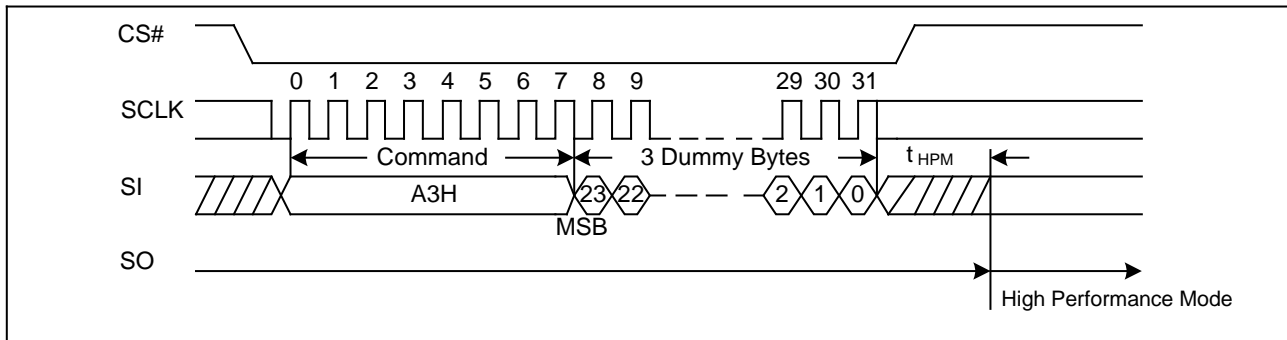 CS#
0 1 2 3 4 5 6 7 8 9 29 30 31
SCLK
Command 3 Dummy Bytes t HPM
SI A3H 23 22 2 1 0
MSB
SO
High Performance Mode